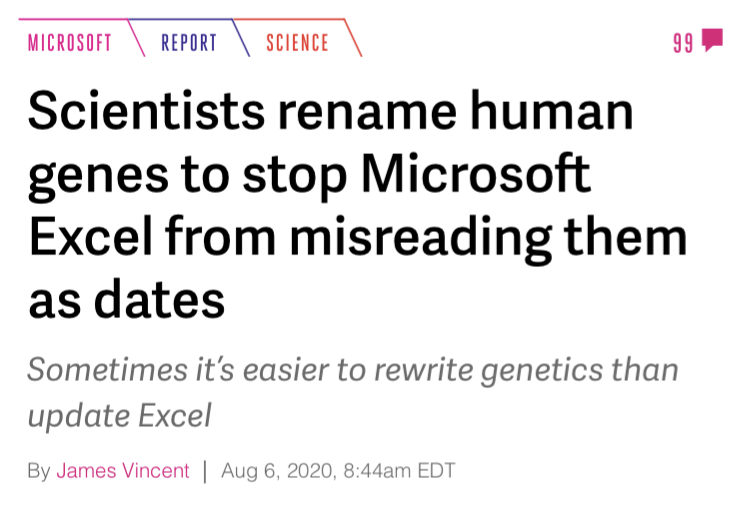 MICROSOFT REPORT SCIENCE 99
Scientists rename human
genes to stop Microsoft
Excel from misreading them
as dates
Sometimes it’s easier to rewrite genetics than
update Excel
By James Vincent | Aug 6, 2020, 8:44am EDT